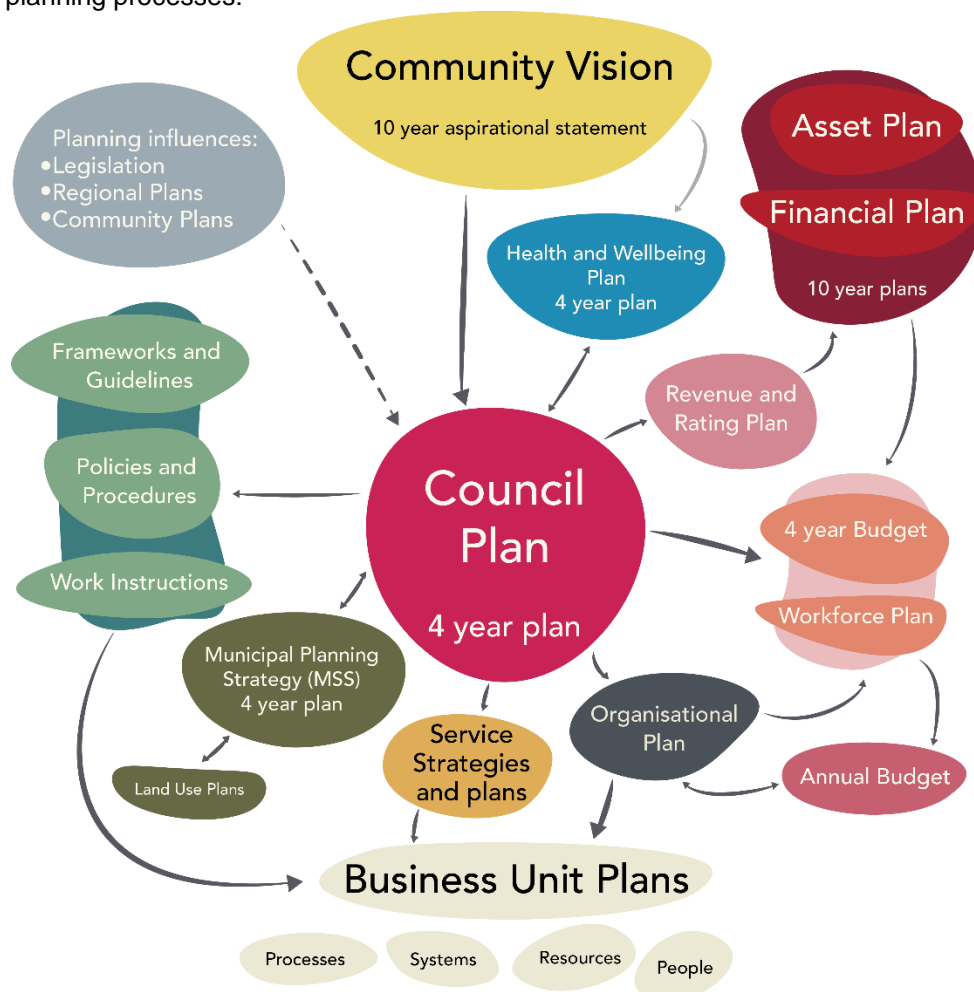 planning processes.
Community Vision
10 year aspirational statement
Planning influences:
•Legislation
•Regional Plans
•Community Plans
Asset Plan
Financial Plan
10 year plans
Health and Wellbeing
Plan
4 year plan
Frameworks and
Guidelines
Policies and
Procedures
Work Instructions
Revenue and
Rating Plan
Council
Plan
4 year plan
4 year Budget
Workforce Plan
Municipal Planning
Strategy (MSS)
4 year plan
Land Use Plans
Service
Strategies
and plans
Organisational
Plan
Annual Budget
Business Unit Plans
Processes
Systems
Resources
People